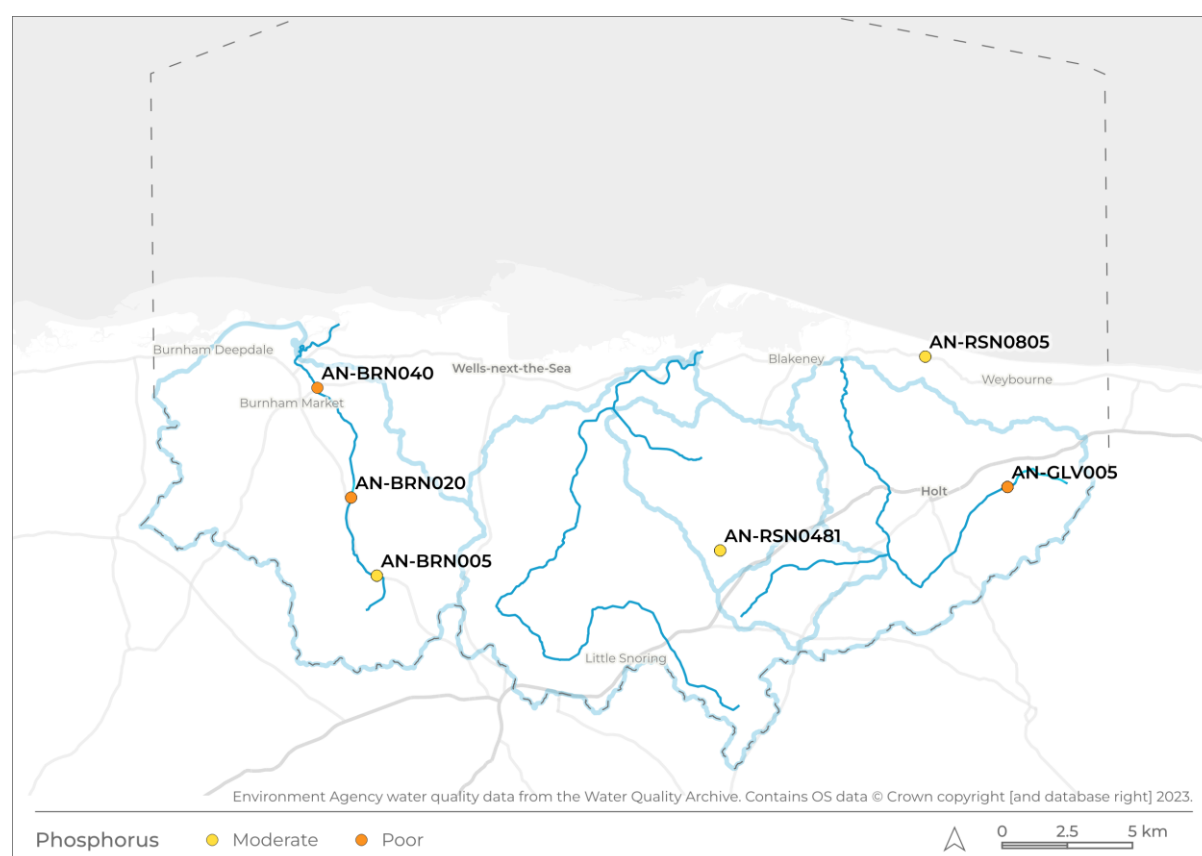 AN-RSN0805
Burnham Deepdale
Blakeney
Wells-next-the-Sea
AN-BRN040
Weybourne
Burnham Market
AN-GLV005
AN-BRN020
Holt
AN-RSN0481
AN-BRN005
Little Snoring
Environment Agency water quality data from the Water Quality Archive. Contains OS data © Crown copyright [and database right] 2023.
Phosphorus Moderate Poor 0 2.5 5 km